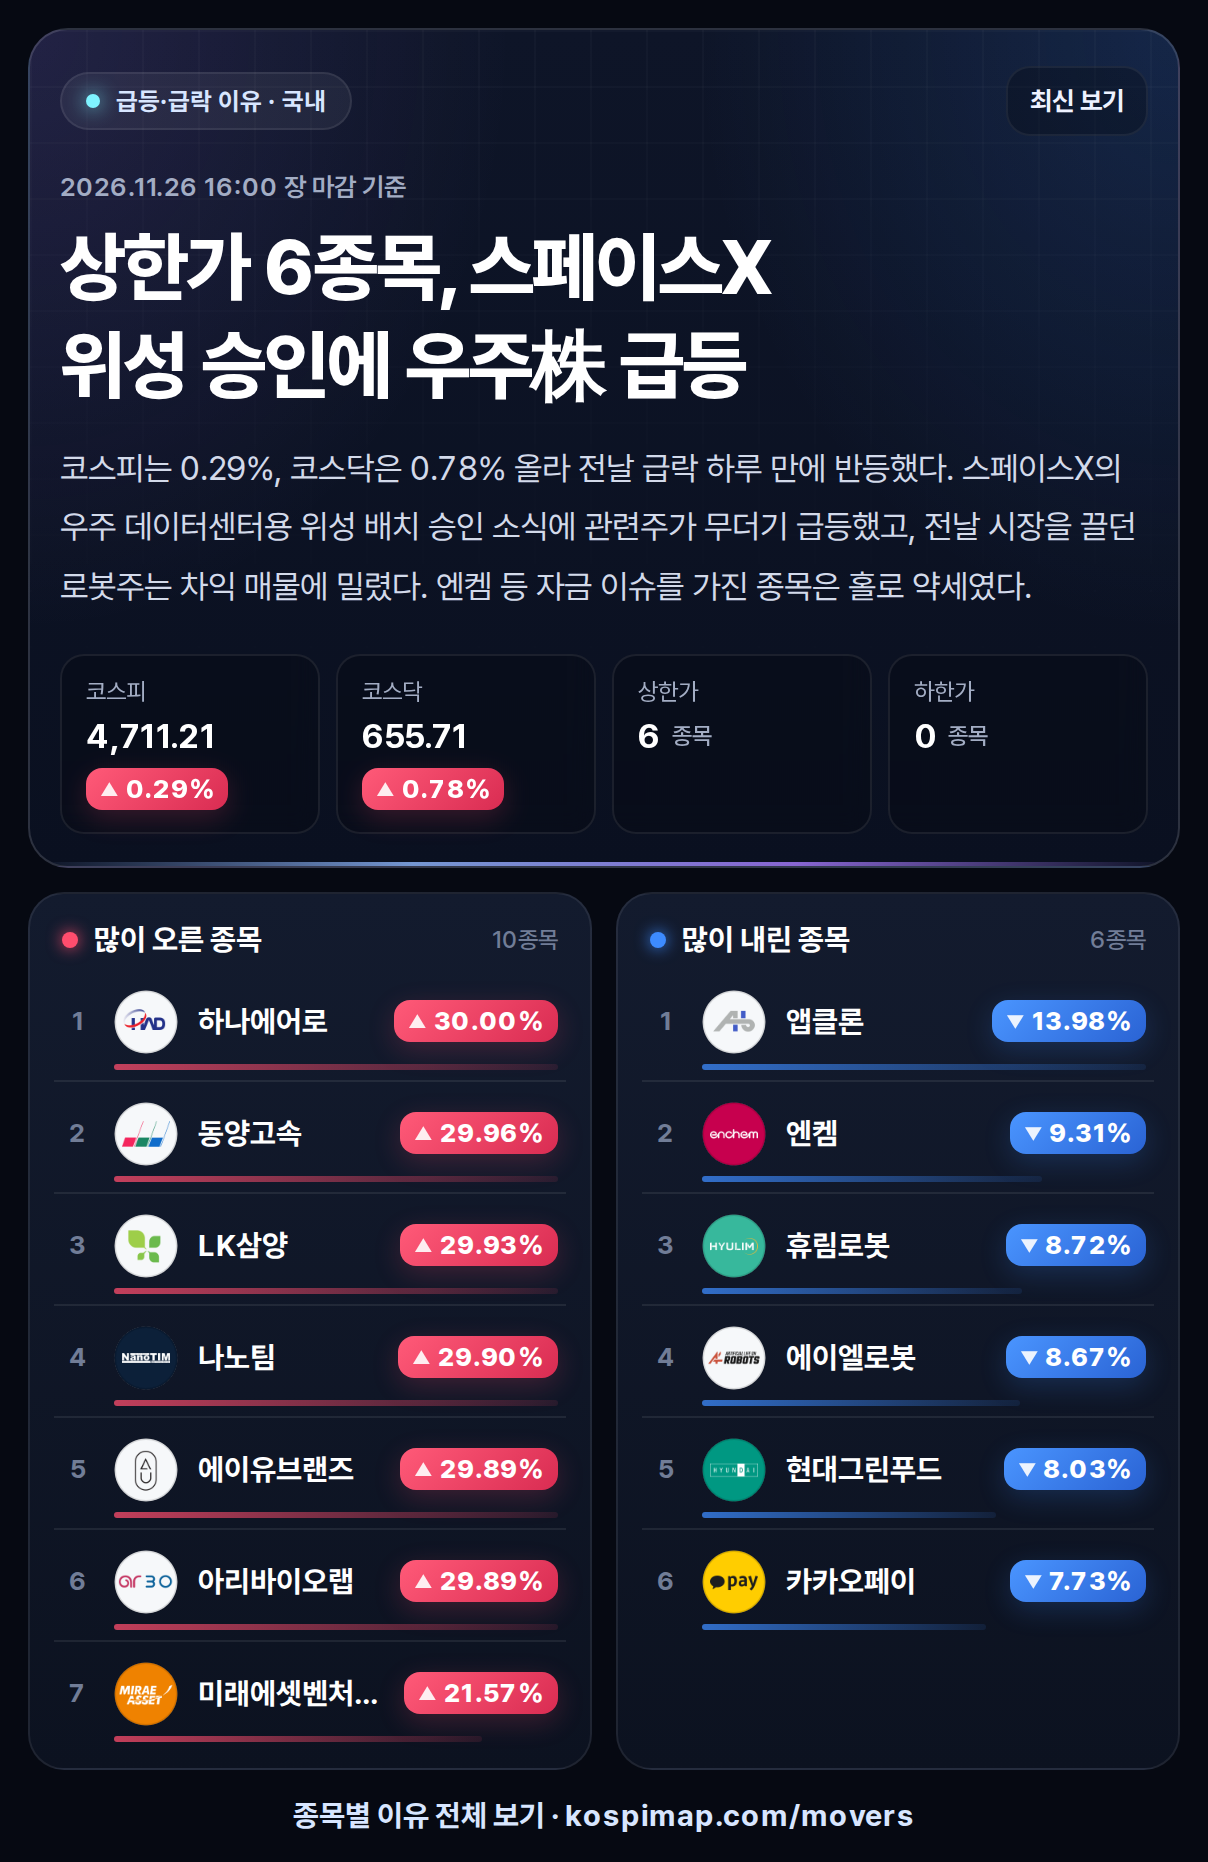 급등·급락 이유 · 국내
최신 보기
2026.11.26 16:00 장 마감 기준
상한가 6종목, 스페이스X
위성 승인에 우주株 급등
코스피는 0.29%, 코스닥은 0.78% 올라 전날 급락 하루 만에 반등했다. 스페이스X의
우주 데이터센터용 위성 배치 승인 소식에 관련주가 무더기 급등했고, 전날 시장을 끌던
로봇주는 차익 매물에 밀렸다. 엔켐 등 자금 이슈를 가진 종목은 홀로 약세였다.
코스피
4,711.21
▲ 0.29%
코스닥
655.71
▲ 0.78%
상한가
6 종목
하한가
0 종목
많이 오른 종목 10종목
1 HAD 하나에어로 ▲ 30.00%
2 동양고속 ▲ 29.96%
3 LK삼양 ▲ 29.93%
4 NanoTIM 나노팀 ▲ 29.90%
5 에이유브랜즈 ▲ 29.89%
6 아리바이오랩 ▲ 29.89%
7 MIRAE ASSET 미래에셋벤처... ▲ 21.57%
많이 내린 종목 6종목
1 앱클론 ▼ 13.98%
2 enchem 엔켐 ▼ 9.31%
3 HYULIM 휴림로봇 ▼ 8.72%
4 ROBOTS 에이엘로봇 ▼ 8.67%
5 HYUNDAI 현대그린푸드 ▼ 8.03%
6 pay 카카오페이 ▼ 7.73%
종목별 이유 전체 보기 · kospimap.com/movers